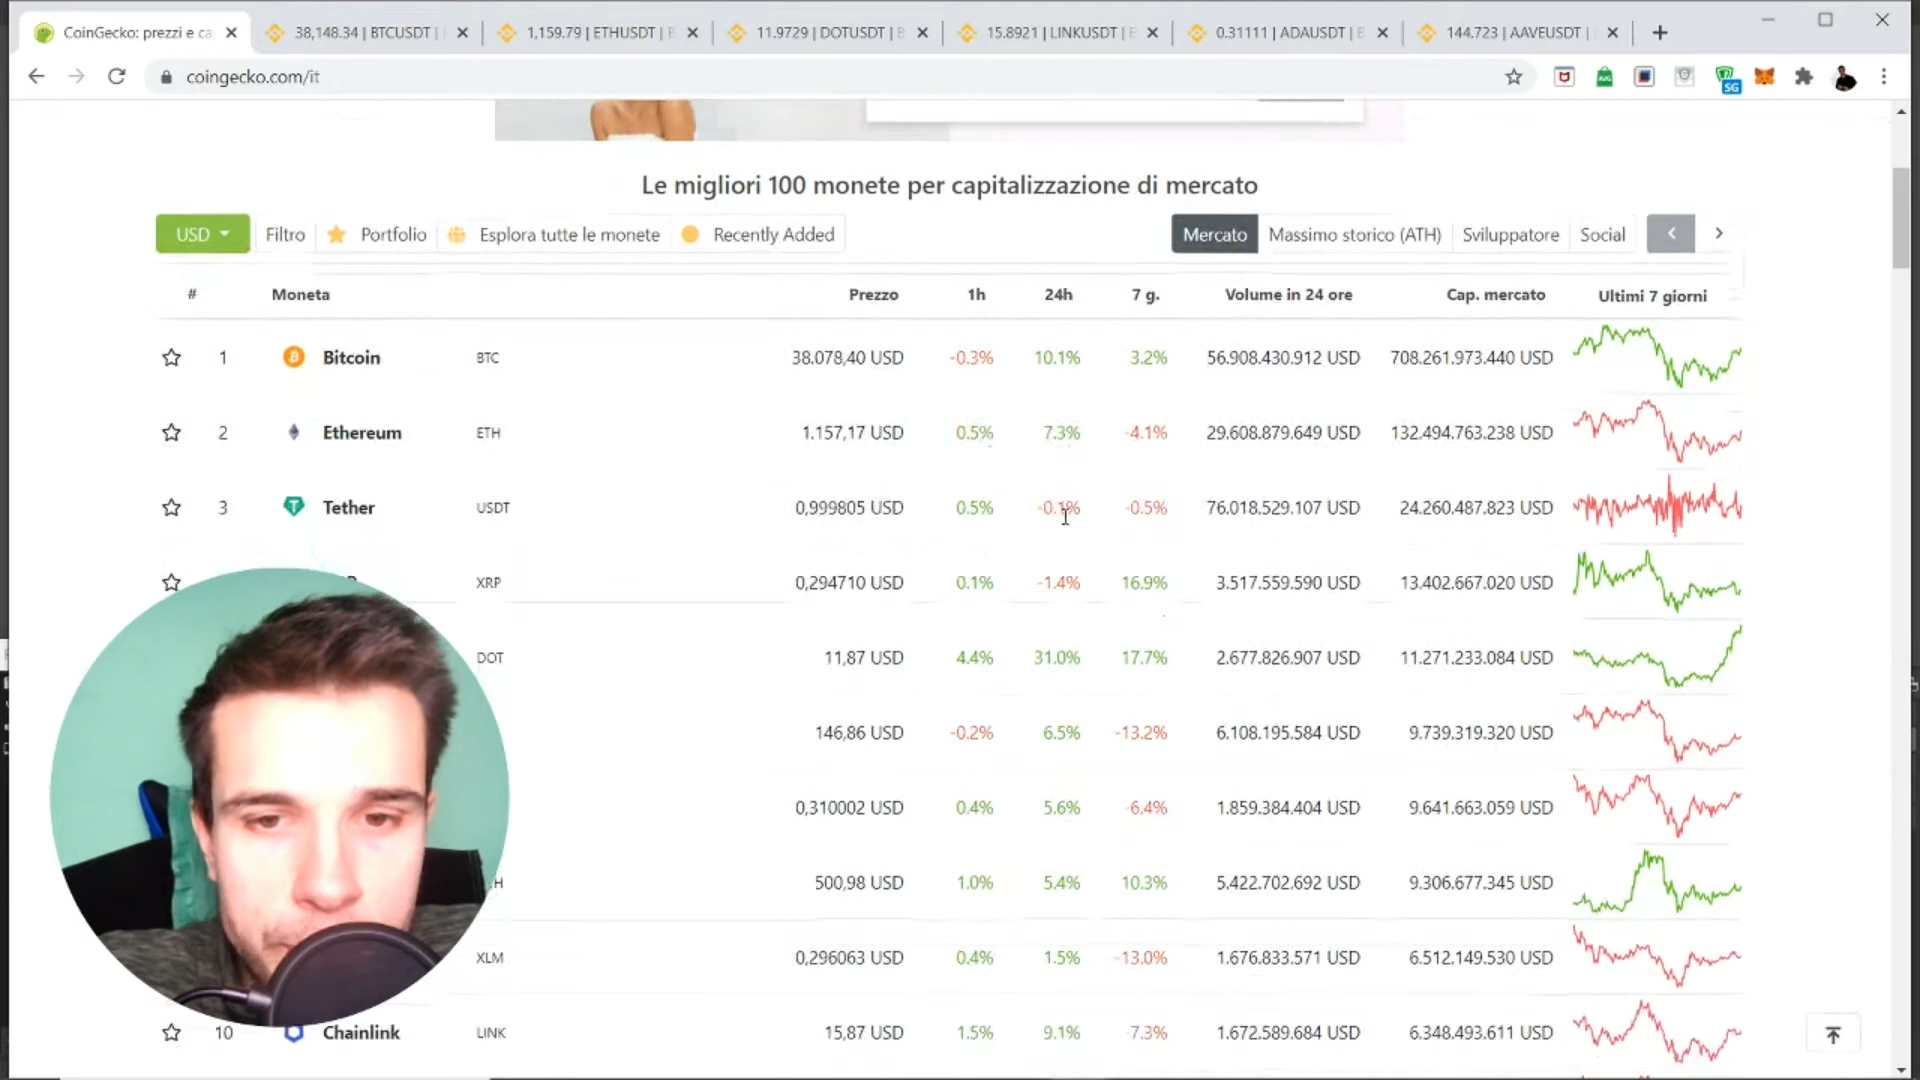 CoinGecko: prezzi e ca
38,148.34 | BTCUSDT |
1,159.79 | ETHUSDT | B
11.9729 | DOTUSDT | B
15.8921 | LINKUSDT | E
0.31111 | ADAUSDT | E
144.723 | AAVEUSDT |
coingecko.com/it
SG
Le migliori 100 monete per capitalizzazione di mercato
USD Filtro Portfolio Esplora tutte le monete Recently Added Mercato Massimo storico (ATH) Sviluppatore Social
# Moneta Prezzo 1h 24h 7 g. Volume in 24 ore Cap. mercato Ultimi 7 giorni
1 Bitcoin BTC 38.078,40 USD -0.3% 10.1% 3.2% 56.908.430.912 USD 708.261.973.440 USD
2 Ethereum ETH 1.157,17 USD 0.5% 7.3% -4.1% 29.608.879.649 USD 132.494.763.238 USD
3 Tether USDT 0,999805 USD 0.5% -0.1% -0.5% 76.018.529.107 USD 24.260.487.823 USD
XRP 0,294710 USD 0.1% -1.4% 16.9% 3.517.559.590 USD 13.402.667.020 USD
DOT 11,87 USD 4.4% 31.0% 17.7% 2.677.826.907 USD 11.271.233.084 USD
146,86 USD -0.2% 6.5% -13.2% 6.108.195.584 USD 9.739.319.320 USD
0,310002 USD 0.4% 5.6% -6.4% 1.859.384.404 USD 9.641.663.059 USD
H 500,98 USD 1.0% 5.4% 10.3% 5.422.702.692 USD 9.306.677.345 USD
XLM 0,296063 USD 0.4% 1.5% -13.0% 1.676.833.571 USD 6.512.149.530 USD
10 Chainlink LINK 15,87 USD 1.5% 9.1% -7.3% 1.672.589.684 USD 6.348.493.611 USD